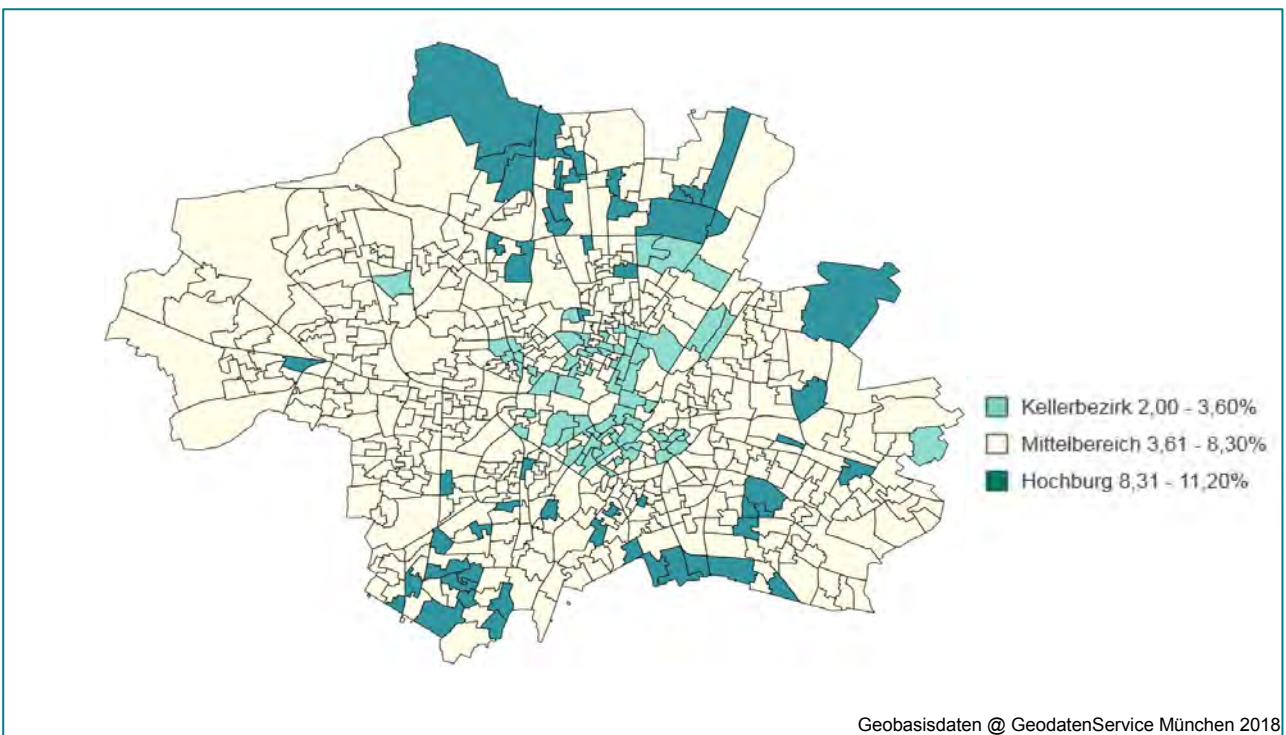 Kellerbezirk 2,00 - 3,60%
Mittelbereich 3,61 - 8,30%
Hochburg 8,31 - 11,20%
Geobasisdaten @ GeodatenService München 2018